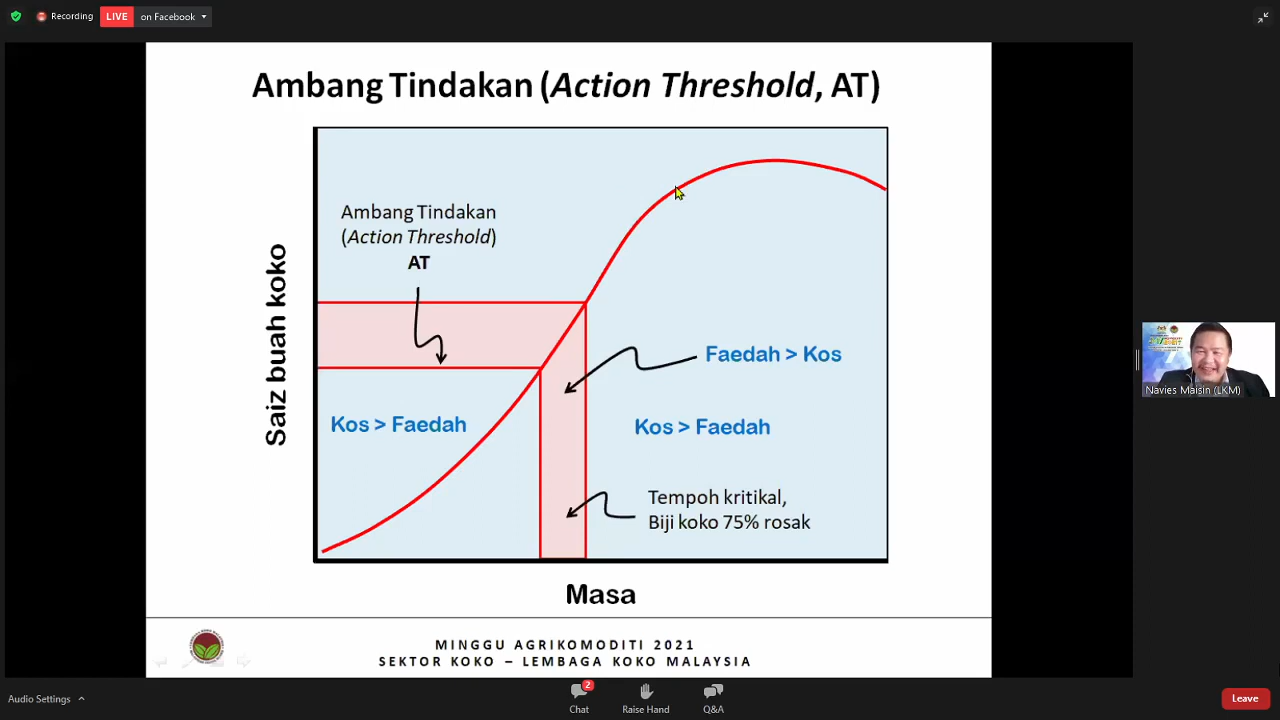 Recording
LIVE on Facebook
Ambang Tindakan (Action Threshold, AT)
Ambang Tindakan
(Action Threshold)
AT
Saiz buah koko
Faedah > Kos
Kos > Faedah
Kos > Faedah
Tempoh kritikal,
Biji koko 75% rosak
Masa
MINGGU AGRIKOMODITI 2021
SEKTOR KOKO – LEMBAGA KOKO MALAYSIA
Navies Maisin (LKM)
Audio Settings
2
Chat
Raise Hand
Q&A
Leave